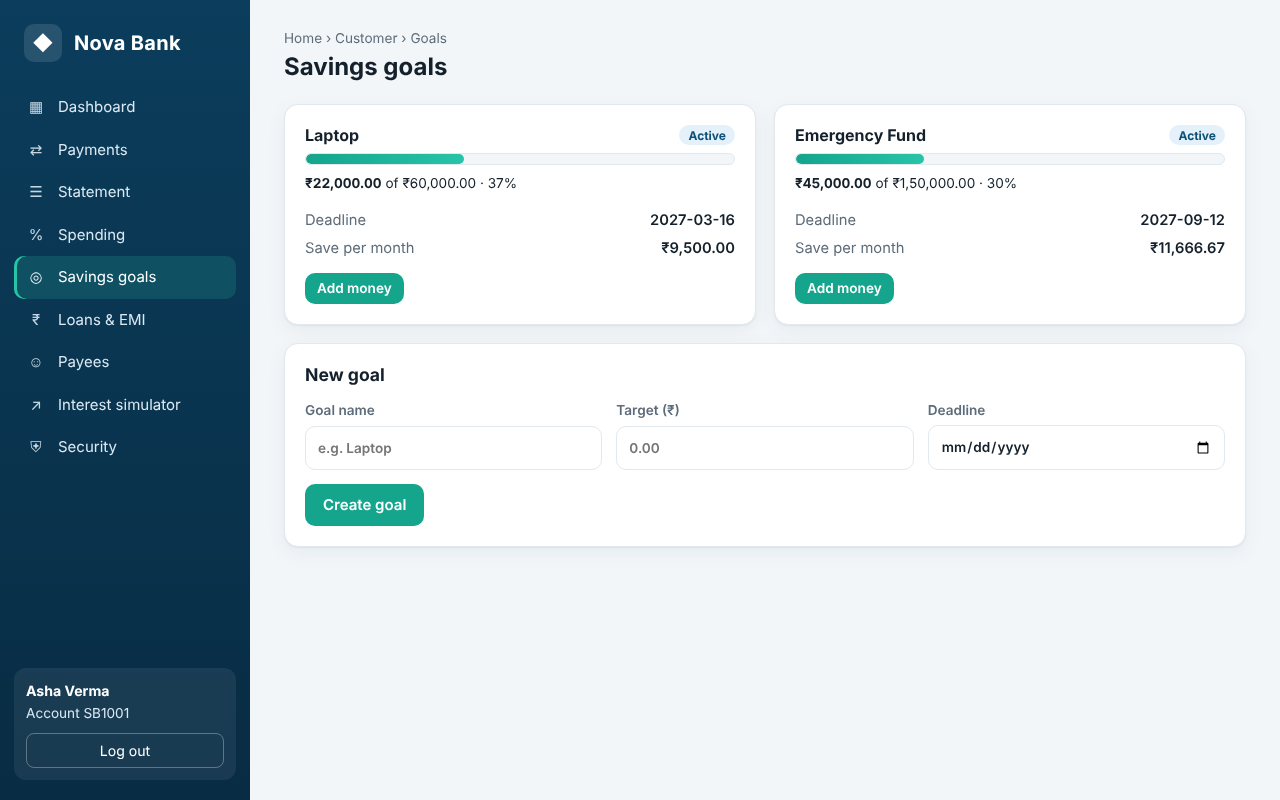 Nova Bank
Dashboard
Payments
Statement
% Spending
Savings goals
₹ Loans & EMI
Payees
Interest simulator
Security
Asha Verma
Account SB1001
Log out
Home › Customer › Goals
Savings goals
Laptop
Active
₹22,000.00 of ₹60,000.00 · 37%
Deadline 2027-03-16
Save per month ₹9,500.00
Add money
Emergency Fund
Active
₹45,000.00 of ₹1,50,000.00 · 30%
Deadline 2027-09-12
Save per month ₹11,666.67
Add money
New goal
Goal name
e.g. Laptop
Target (₹)
0.00
Deadline
mm/dd/yyyy
Create goal